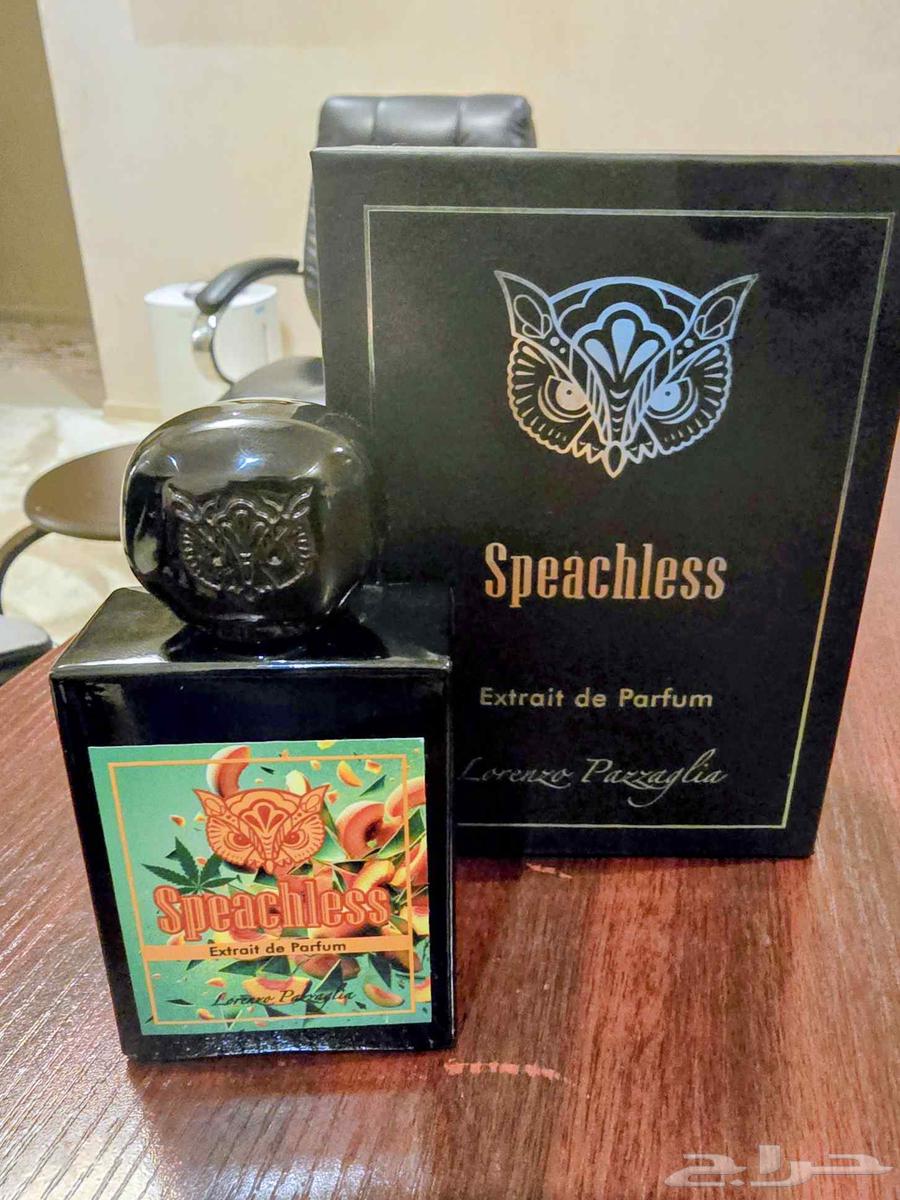 Speachless
Extrait de Parfum
Lorenzo Pazzaglia
Speachless
Extrait de Parfum
Lorenzo Pazzaglia
حراج